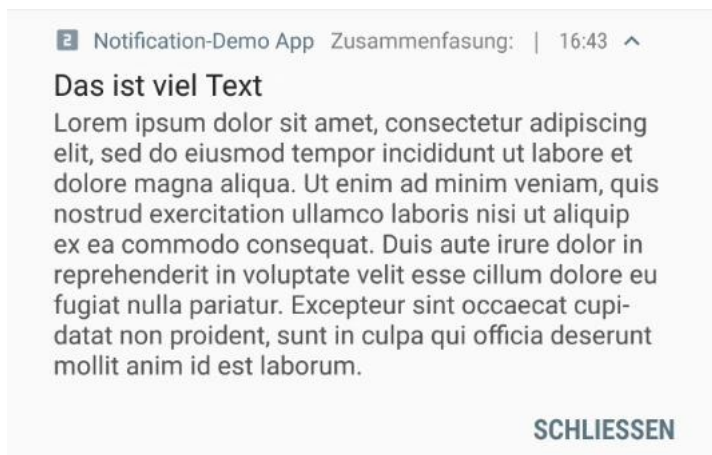 2 Notification-Demo App Zusammenfasung: | 16:43
Das ist viel Text
Lorem ipsum dolor sit amet, consectetur adipiscing
elit, sed do eiusmod tempor incididunt ut labore et
dolore magna aliqua. Ut enim ad minim veniam, quis
nostrud exercitation ullamco laboris nisi ut aliquip
ex ea commodo consequat. Duis aute irure dolor in
reprehenderit in voluptate velit esse cillum dolore eu
fugiat nulla pariatur. Excepteur sint occaecat cupi-
datat non proident, sunt in culpa qui officia deserunt
mollit anim id est laborum.
SCHLIESSEN